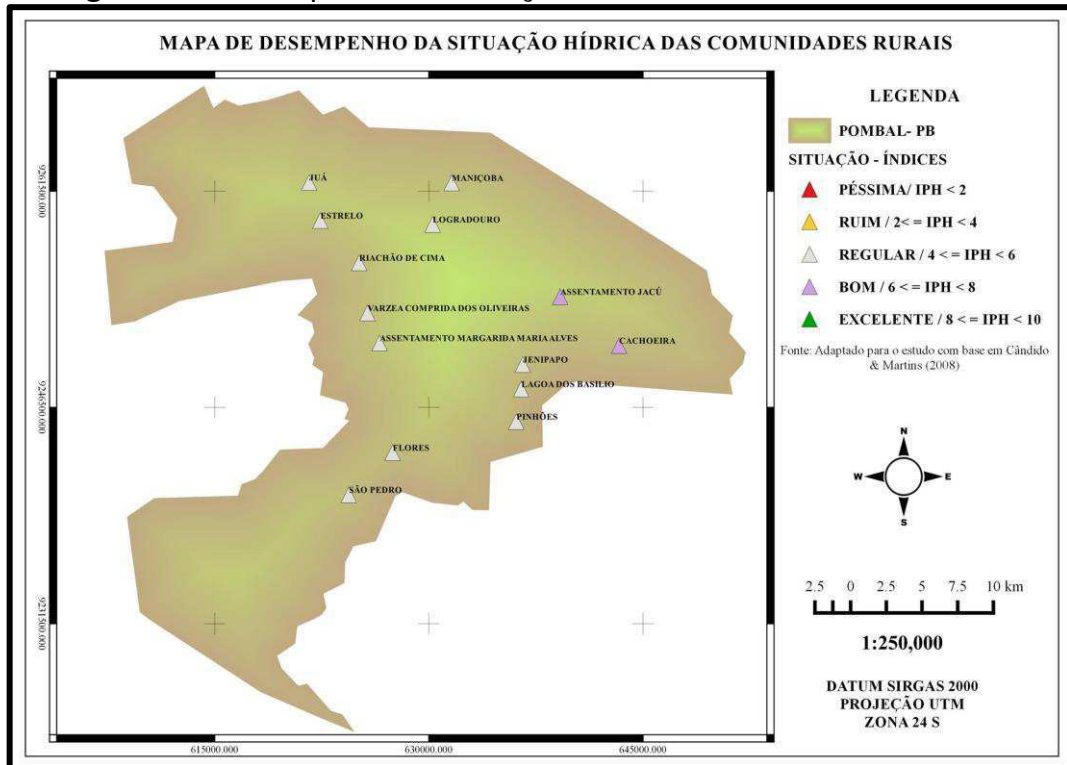 MAPA DE DESEMPENHO DA SITUAÇÃO HÍDRICA DAS COMUNIDADES RURAIS
LEGENDA
POMBAL- PB
SITUAÇÃO - ÍNDICES
PÉSSIMA/ IPH < 2
RUIM / 2< = IPH < 4
REGULAR / 4 < = IPH < 6
BOM / 6 < = IPH < 8
EXCELENTE / 8 < = IPH < 10
Fonte: Adaptado para o estudo com base em Cândido
& Martins (2008)
N
W E
S
2.5 0 2.5 5 7.5 10 km
1:250,000
DATUM SIRGAS 2000
PROJEÇÃO UTM
ZONA 24 S
JUÁ
MANIÇOBA
ESTRELO
LOGRADOURO
RIACHÃO DE CIMA
ASSENTAMENTO JACÚ
VARZEA COMPRIDA DOS OLIVEIRAS
ASSENTAMENTO MARGARIDA MARIA ALVES
CACHOEIRA
JENIPAPO
LAGOA DOS BASILIO
PINHÕES
FLORES
SÃO PEDRO
9261500.000
9246500.000
9231500.000
615000.000 630000.000 645000.000